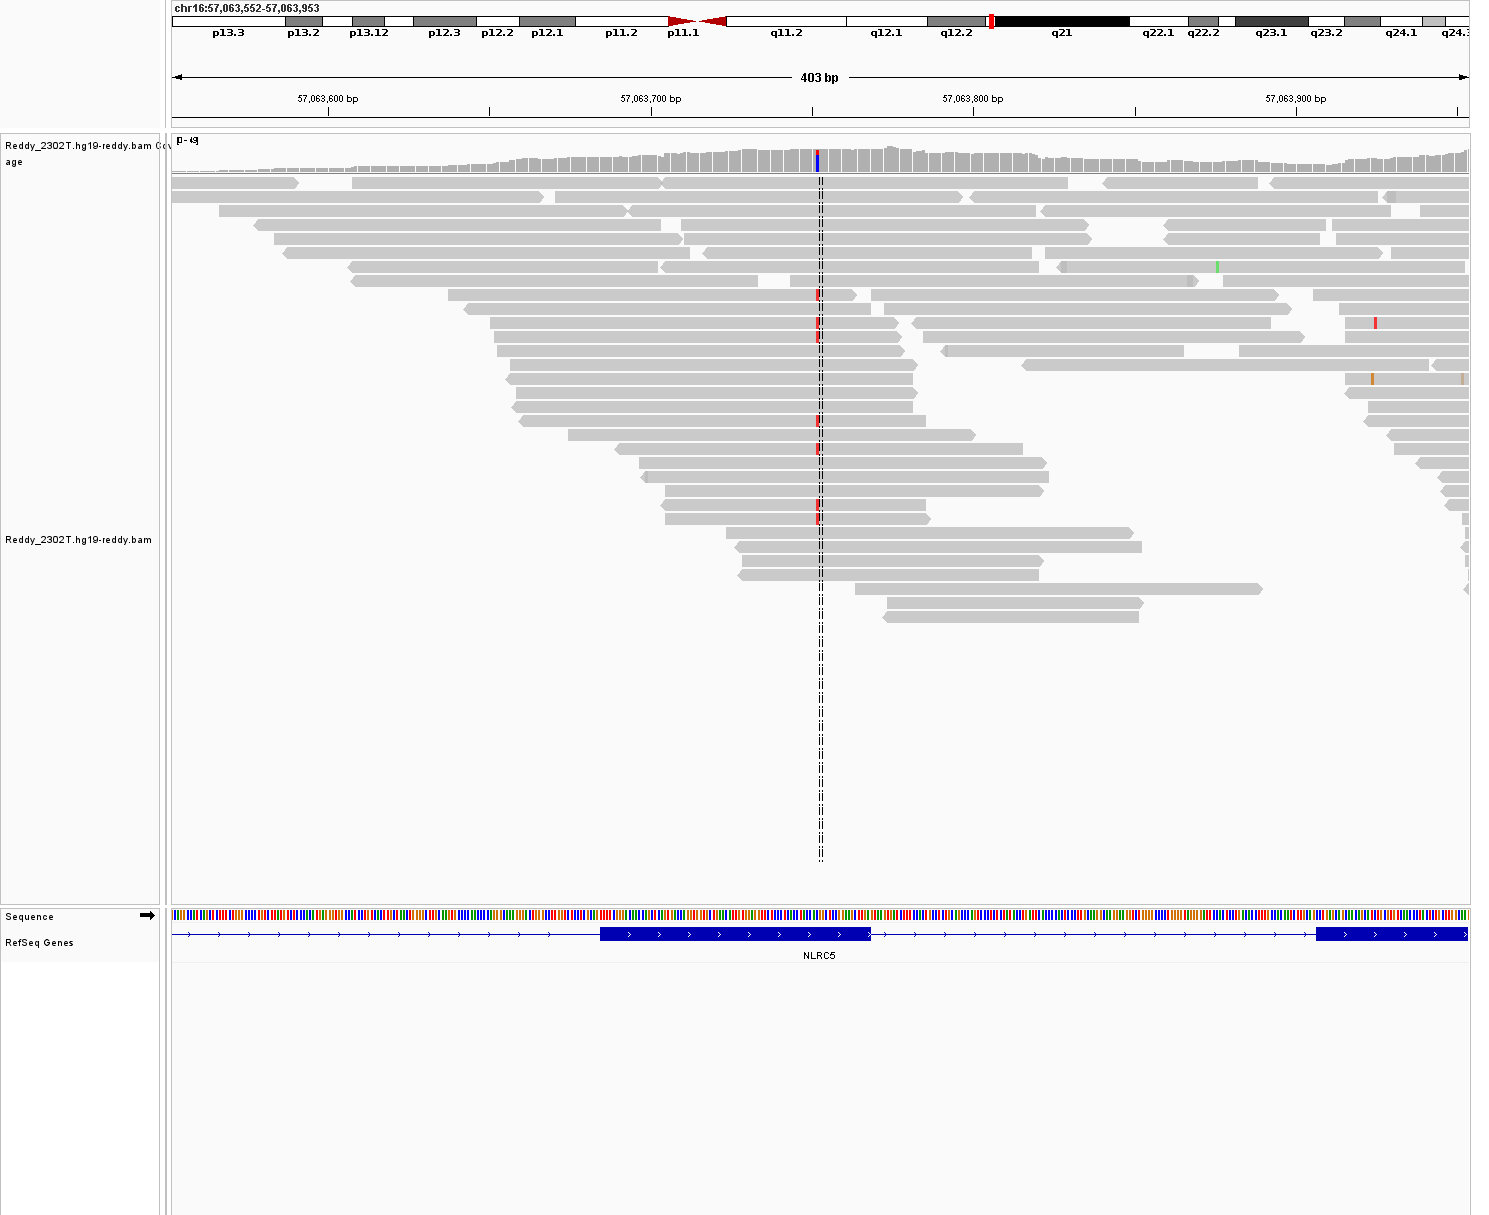 chr16:57,063,552-57,063,953
p13.3 p13.2 p13.12 p12.3 p12.2 p12.1 p11.2 p11.1 q11.2 q12.1 q12.2 q21 q22.1 q22.2 q23.1 q23.2 q24.1 q24.3
403 bp
57,063,600 bp 57,063,700 bp 57,063,800 bp 57,063,900 bp
Reddy_2302T.hg19-reddy.bam Cov
age
Reddy_2302T.hg19-reddy.bam
Sequence
RefSeq Genes
NLRC5